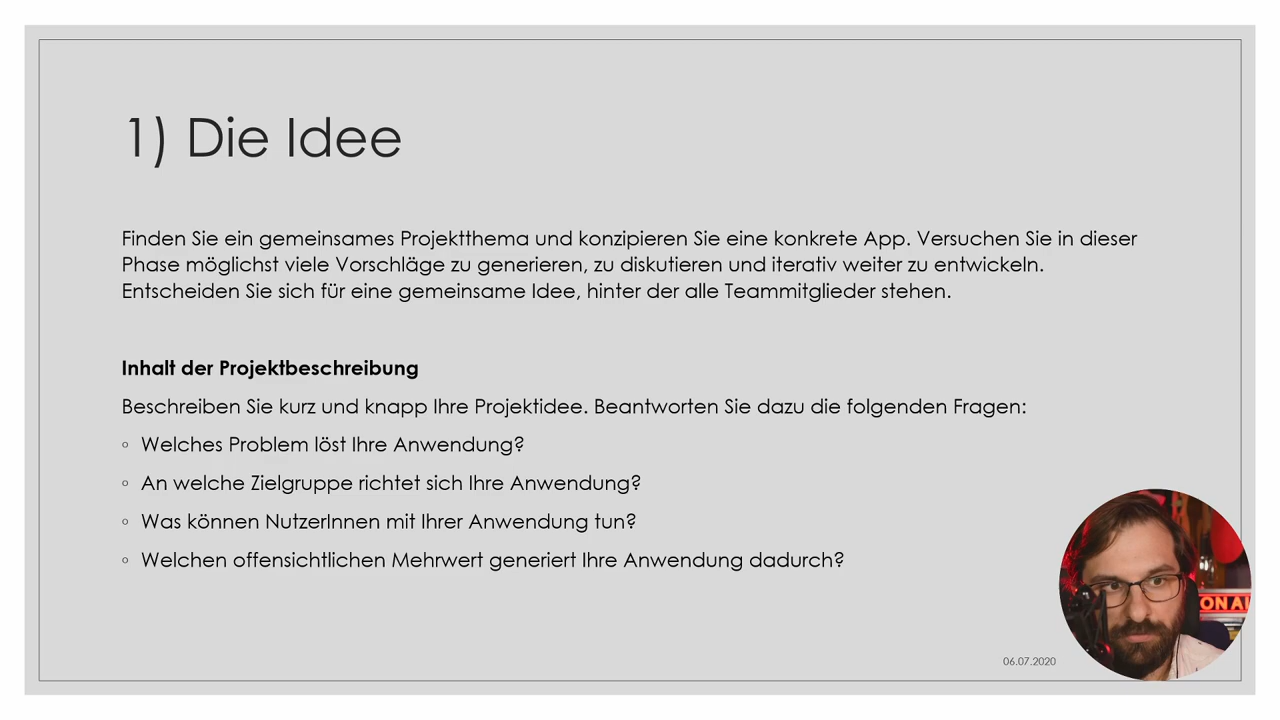 1) Die Idee
Finden Sie ein gemeinsames Projektthema und konzipieren Sie eine konkrete App. Versuchen Sie in dieser
Phase möglichst viele Vorschläge zu generieren, zu diskutieren und iterativ weiter zu entwickeln.
Entscheiden Sie sich für eine gemeinsame Idee, hinter der alle Teammitglieder stehen.
Inhalt der Projektbeschreibung
Beschreiben Sie kurz und knapp Ihre Projektidee. Beantworten Sie dazu die folgenden Fragen:
◦ Welches Problem löst Ihre Anwendung?
◦ An welche Zielgruppe richtet sich Ihre Anwendung?
◦ Was können NutzerInnen mit Ihrer Anwendung tun?
◦ Welchen offensichtlichen Mehrwert generiert Ihre Anwendung dadurch?
ON AI
06.07.2020